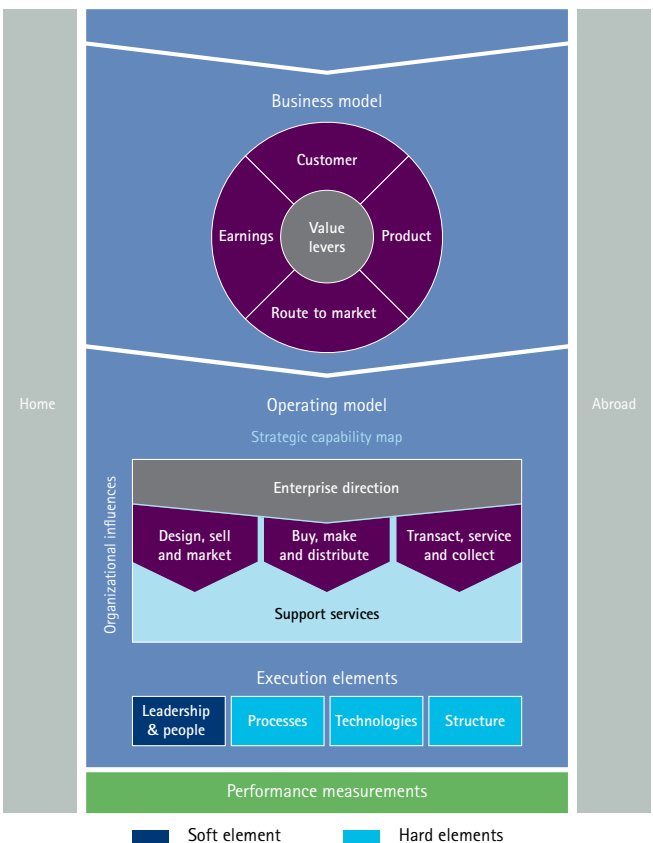 Business model
Customer
Earnings
Value
levers
Product
Route to market
Home
Abroad
Operating model
Strategic capability map
Organizational influences
Enterprise direction
Design, sell
and market
Buy, make
and distribute
Transact, service
and collect
Support services
Execution elements
Leadership
& people
Processes
Technologies
Structure
Performance measurements
Soft element
Hard elements